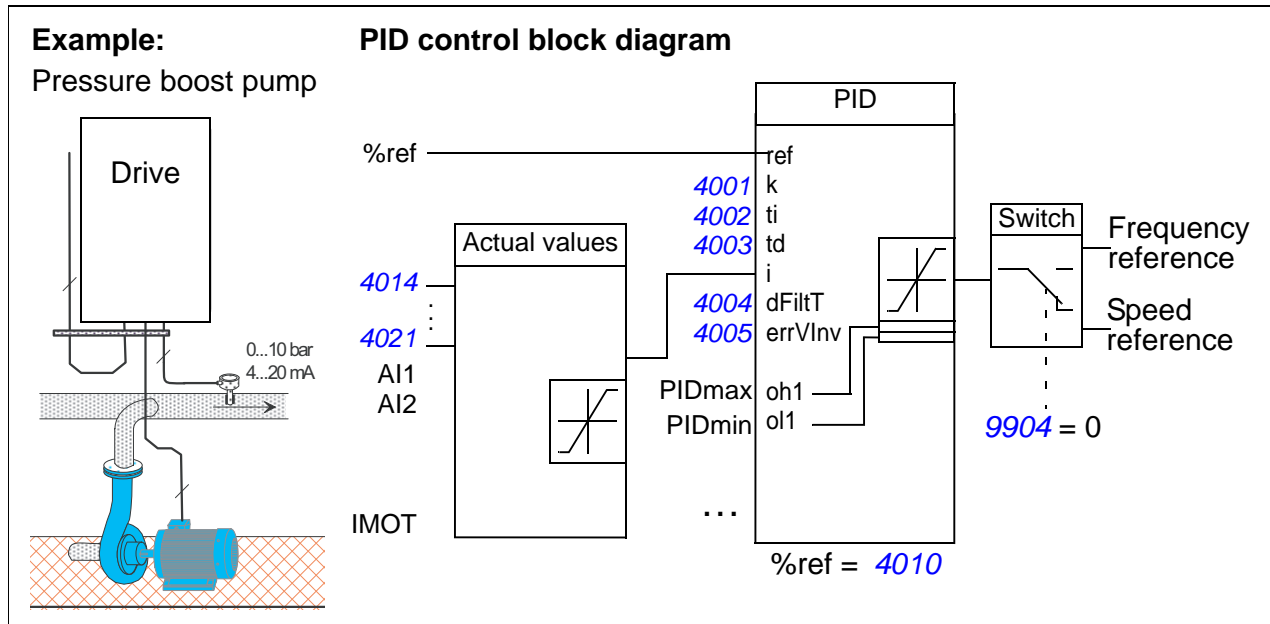 Example:
Pressure boost pump
Drive
0...10 bar
4...20 mA
PID control block diagram
%ref
Actual values
4014
4021
AI1
AI2
IMOT
PID
ref
4001 k
4002 ti
4003 td
i
4004 dFiltT
4005 errVInv
PIDmax oh1
PIDmin ol1
...
%ref = 4010
Switch
Frequency
reference
Speed
reference
9904 = 0